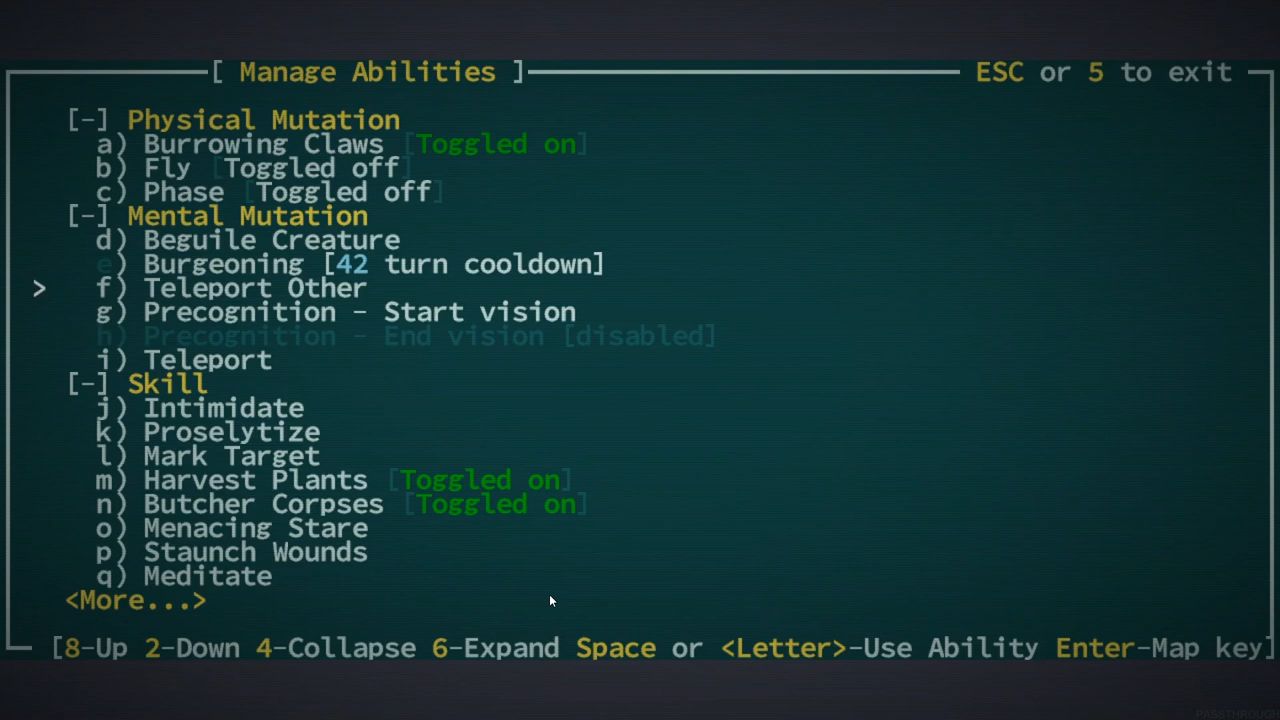 [ Manage Abilities ] ESC or 5 to exit
[-] Physical Mutation
a) Burrowing Claws [Toggled on]
b) Fly [Toggled off]
c) Phase [Toggled off]
[-] Mental Mutation
d) Beguile Creature
e) Burgeoning [42 turn cooldown]
> f) Teleport Other
g) Precognition - Start vision
h) Precognition - End vision [disabled]
i) Teleport
[-] Skill
j) Intimidate
k) Proselytize
l) Mark Target
m) Harvest Plants [Toggled on]
n) Butcher Corpses [Toggled on]
o) Menacing Stare
p) Staunch Wounds
q) Meditate
<More...>
[8-Up 2-Down 4-Collapse 6-Expand Space or <Letter>-Use Ability Enter-Map key]